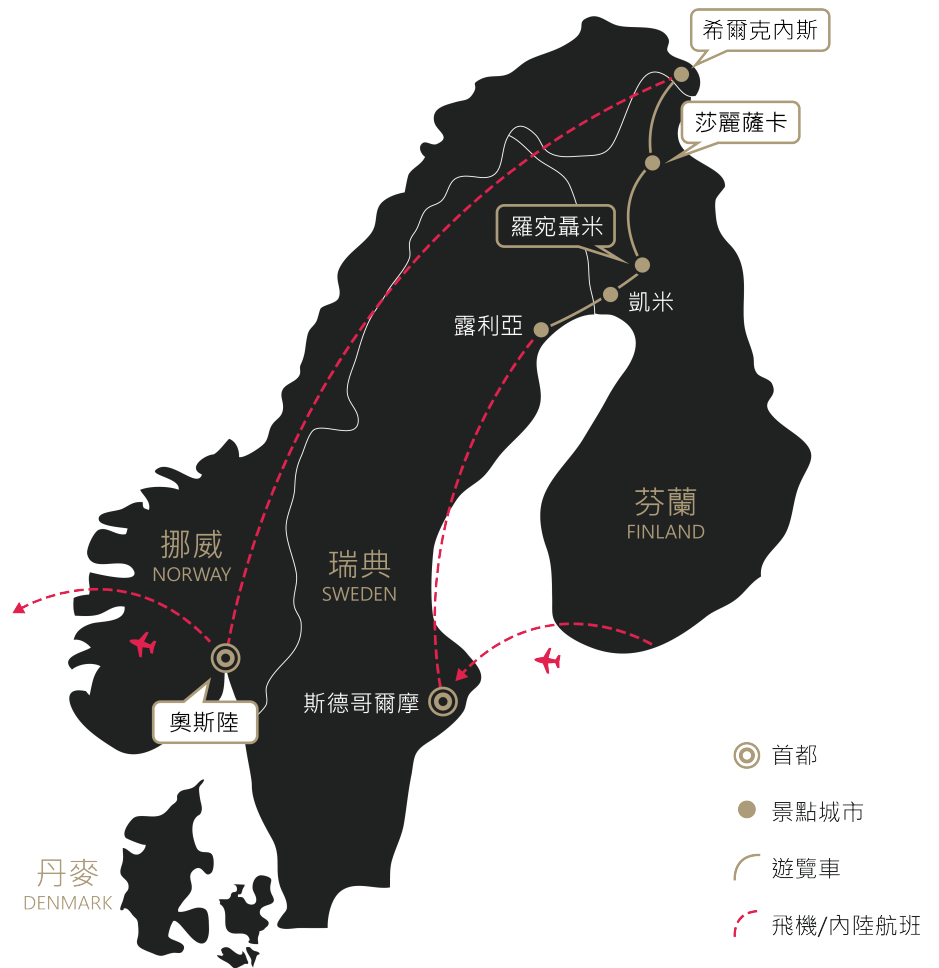 希爾克內斯
莎麗薩卡
羅宛聶米
凱米
露利亞
芬蘭
FINLAND
挪威
NORWAY
瑞典
SWEDEN
斯德哥爾摩
奧斯陸
丹麥
DENMARK
首都
景點城市
遊覽車
飛機/內陸航班